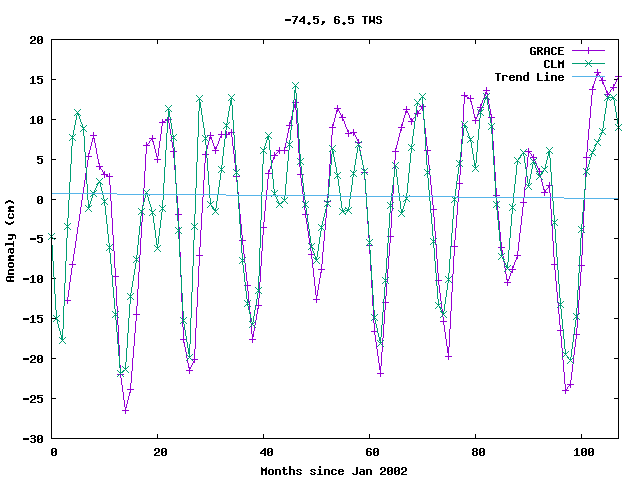 -74.5, 6.5 TWS
GRACE
CLM
Trend Line
20
15
10
5
0
-5
-10
-15
-20
-25
-30
Anomaly (cm)
0 20 40 60 80 100
Months since Jan 2002